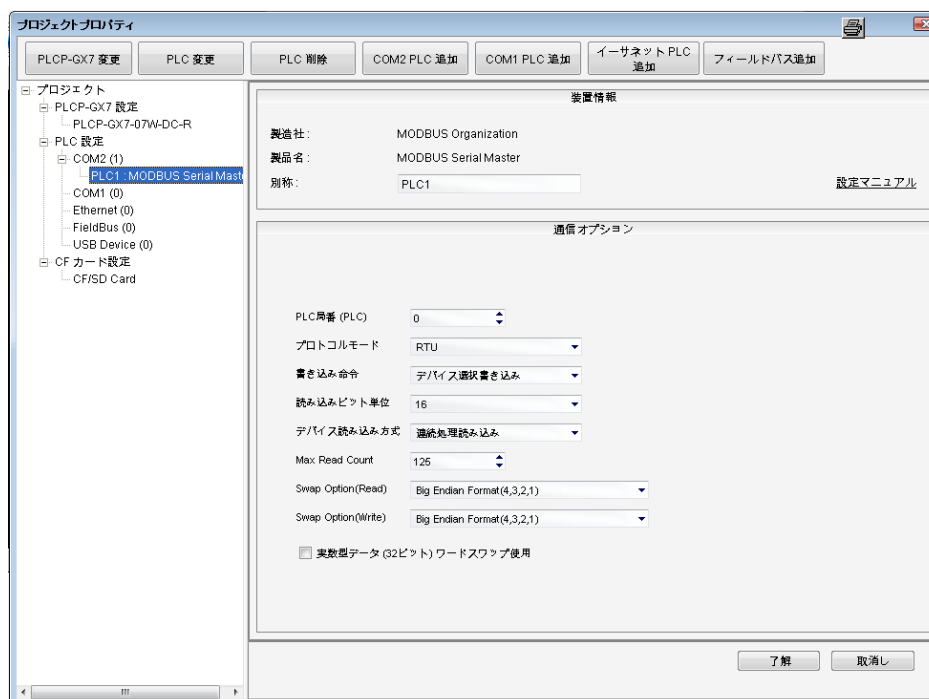 プロジェクトプロパティ
PLCP-GX7 変更
PLC 変更
PLC 削除
COM2 PLC 追加
COM1 PLC 追加
イーサネット PLC
追加
フィールドバス追加
プロジェクト
PLCP-GX7 設定
PLCP-GX7-07W-DC-R
PLC 設定
COM2 (1)
PLC1 : MODBUS Serial Mast
COM1 (0)
Ethernet (0)
FieldBus (0)
USB Device (0)
CF カード設定
CF/SD Card
装置情報
製造社 : MODBUS Organization
製品名 : MODBUS Serial Master
別称 : PLC1
設定マニュアル
通信オプション
PLC局番 (PLC) 0
プロトコルモード RTU
書き込み命令 デバイス選択書き込み
読み込みビット単位 16
デバイス読み込み方式 連続処理読み込み
Max Read Count 125
Swap Option(Read) Big Endian Format(4,3,2,1)
Swap Option(Write) Big Endian Format(4,3,2,1)
実数型データ (32ビット) ワードスワップ使用
了解
取消し